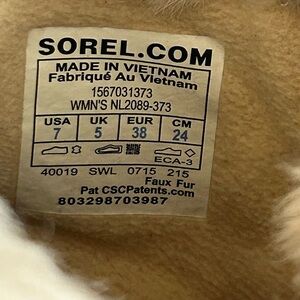 SOREL.COM
MADE IN VIETNAM
Fabriqué Au Vietnam
1567031373
WMN'S NL2089-373
USA EUR CM
7 5 38 24
ECA-3
40019 SWL 0715 215
Faux Fur
Pat CSCPatents.com
803298703987